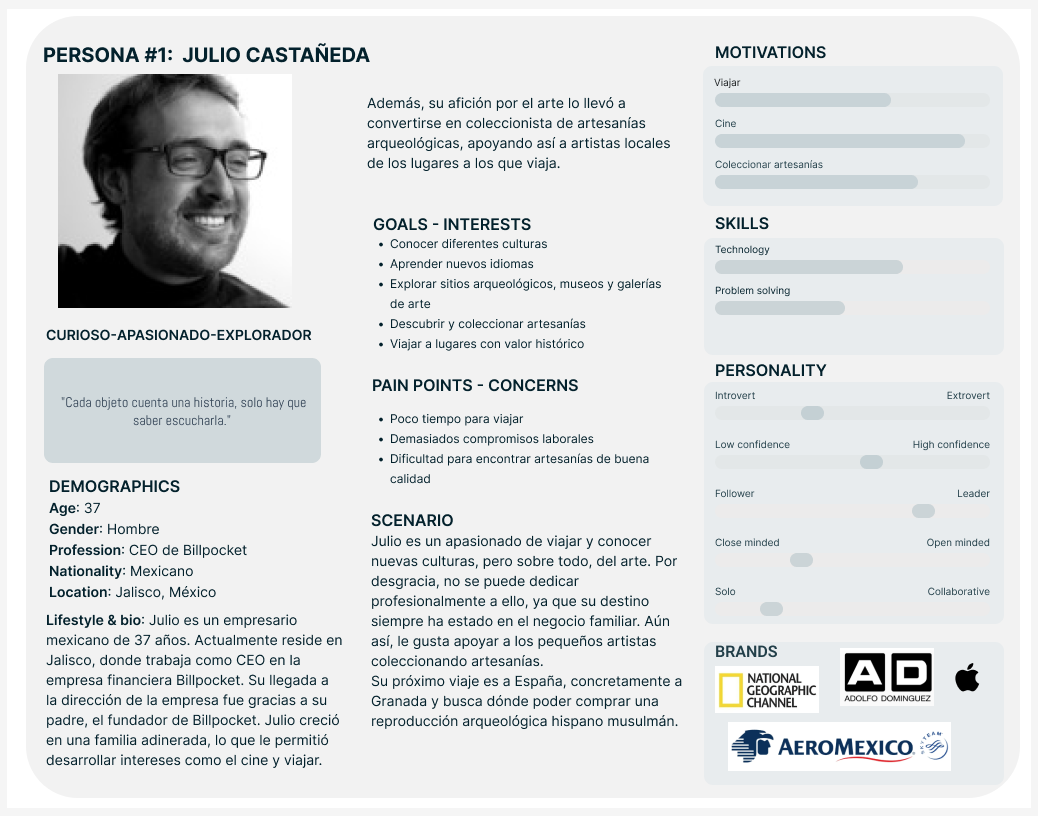 PERSONA #1:  JULIO CASTAÑEDA
CURIOSO-APASIONADO-EXPLORADOR
"Cada objeto cuenta una historia, solo hay que
saber escucharla."
DEMOGRAPHICS
Age: 37
Gender: Hombre
Profession: CEO de Billpocket
Nationality: Mexicano
Location: Jalisco, México
Lifestyle & bio: Julio es un empresario
mexicano de 37 años. Actualmente reside en
Jalisco, donde trabaja como CEO en la
empresa financiera Billpocket. Su llegada a
la dirección de la empresa fue gracias a su
padre, el fundador de Billpocket. Julio creció
en una familia adinerada, lo que le permitió
desarrollar intereses como el cine y viajar.
Además, su afición por el arte lo llevó a
convertirse en coleccionista de artesanías
arqueológicas, apoyando así a artistas locales
de los lugares a los que viaja.
GOALS - INTERESTS
• Conocer diferentes culturas
• Aprender nuevos idiomas
• Explorar sitios arqueológicos, museos y galerías
de arte
• Descubrir y coleccionar artesanías
• Viajar a lugares con valor histórico
PAIN POINTS - CONCERNS
• Poco tiempo para viajar
• Demasiados compromisos laborales
• Dificultad para encontrar artesanías de buena
calidad
SCENARIO
Julio es un apasionado de viajar y conocer
nuevas culturas, pero sobre todo, del arte. Por
desgracia, no se puede dedicar
profesionalmente a ello, ya que su destino
siempre ha estado en el negocio familiar. Aún
así, le gusta apoyar a los pequeños artistas
coleccionando artesanías.
Su próximo viaje es a España, concretamente a
Granada y busca dónde poder comprar una
reproducción arqueológica hispano musulmán.
MOTIVATIONS
Viajar
Cine
Coleccionar artesanías
SKILLS
Technology
Problem solving
PERSONALITY
Introvert Extrovert
Low confidence High confidence
Follower Leader
Close minded Open minded
Solo Collaborative
BRANDS
NATIONAL
GEOGRAPHIC
CHANNEL
AD
ADOLFO DOMINGUEZ
AEROMEXICO
SKYTEAM